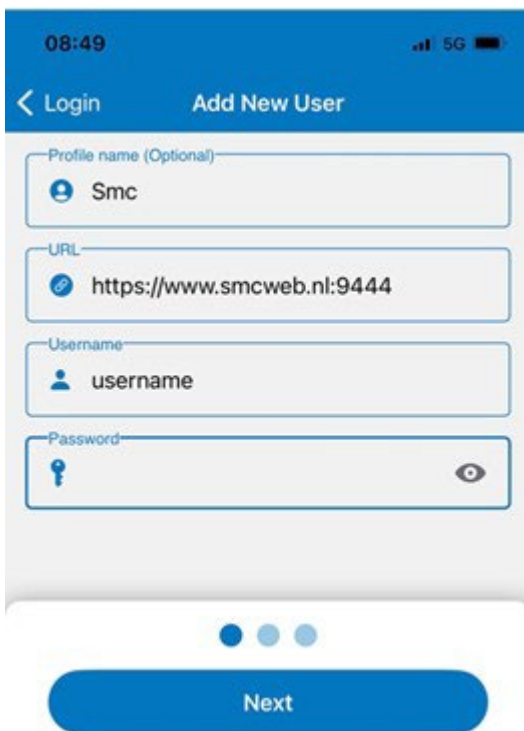 08:49
5G
Login
Add New User
Profile name (Optional)
Smc
URL
https://www.smcweb.nl:9444
Username
username
Password
Next